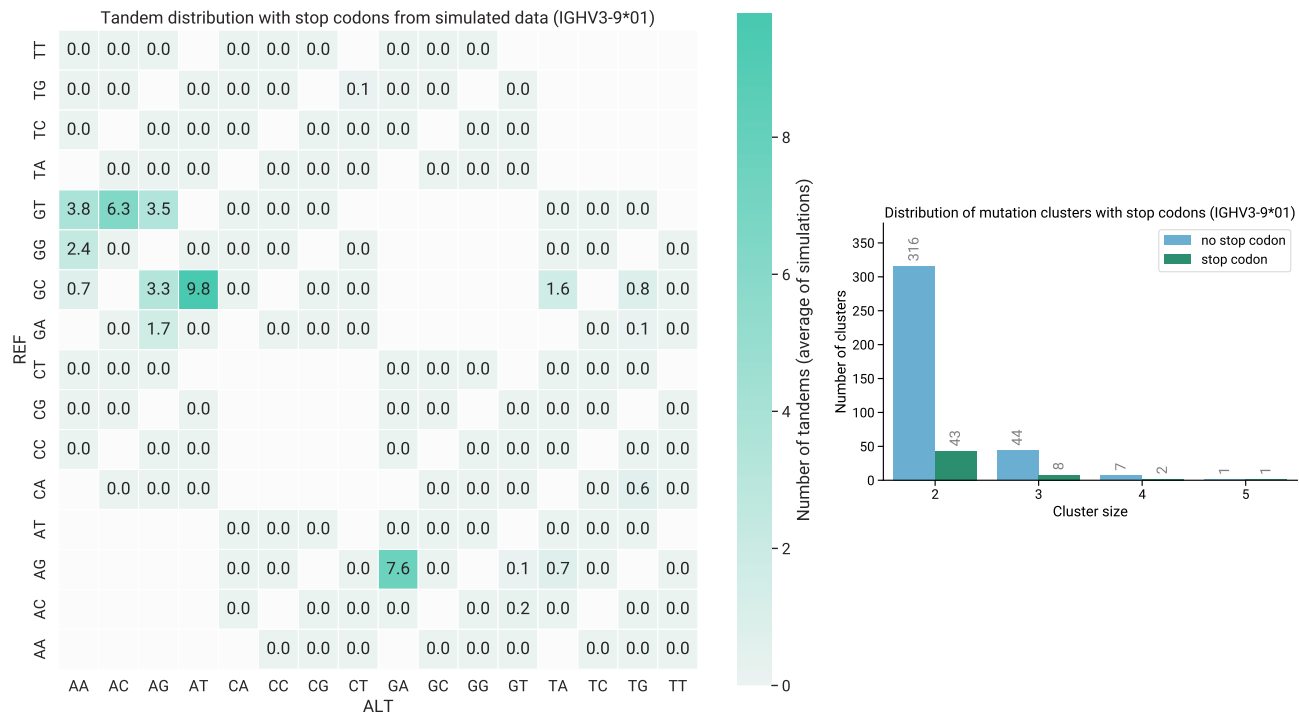 Tandem distribution with stop codons from simulated data (IGHV3-9*01)
TT 0.0 0.0 0.0 0.0 0.0 0.0 0.0 0.0 0.0
TG 0.0 0.0 0.0 0.0 0.0 0.1 0.0 0.0 0.0
TC 0.0 0.0 0.0 0.0 0.0 0.0 0.0 0.0 0.0
TA 0.0 0.0 0.0 0.0 0.0 0.0 0.0 0.0 0.0
GT 3.8 6.3 3.5 0.0 0.0 0.0 0.0 0.0 0.0
GG 2.4 0.0 0.0 0.0 0.0 0.0 0.0 0.0 0.0
GC 0.7 3.3 9.8 0.0 0.0 0.0 1.6 0.8 0.0
GA 0.0 1.7 0.0 0.0 0.0 0.0 0.0 0.1 0.0
CT 0.0 0.0 0.0 0.0 0.0 0.0 0.0 0.0 0.0
CG 0.0 0.0 0.0 0.0 0.0 0.0 0.0 0.0 0.0
CC 0.0 0.0 0.0 0.0 0.0 0.0 0.0 0.0 0.0
CA 0.0 0.0 0.0 0.0 0.0 0.0 0.0 0.6 0.0
AT 0.0 0.0 0.0 0.0 0.0 0.0 0.0 0.0 0.0
AG 0.0 0.0 0.0 7.6 0.0 0.1 0.7 0.0 0.0
AC 0.0 0.0 0.0 0.0 0.0 0.2 0.0 0.0 0.0
AA 0.0 0.0 0.0 0.0 0.0 0.0 0.0 0.0 0.0
REF
AA AC AG AT CA CC CG CT GA GC GG GT TA TC TG TT
ALT
8
6
4
2
0
Number of tandems (average of simulations)
Distribution of mutation clusters with stop codons (IGHV3-9*01)
no stop codon
stop codon
350
300
250
200
150
100
50
0
Number of clusters
316 43 44 8 7 2 1 1
2 3 4 5
Cluster size